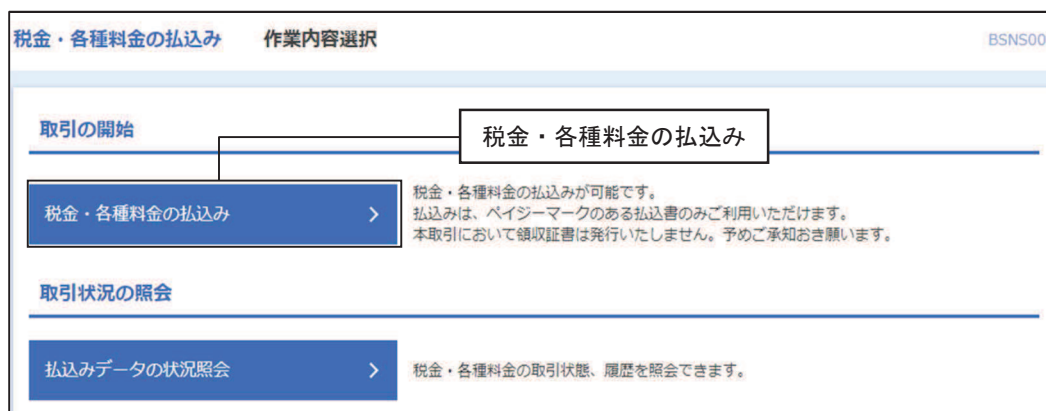 税金・各種料金の払込み 作業内容選択 BSNS00
取引の開始
税金・各種料金の払込み
税金・各種料金の払込み
税金・各種料金の払込みが可能です。
払込みは、ペイジーマークのある払込書のみご利用いただけます。
本取引において領収証書は発行いたしません。予めご承知おき願います。
取引状況の照会
払込みデータの状況照会
税金・各種料金の取引状態、履歴を照会できます。